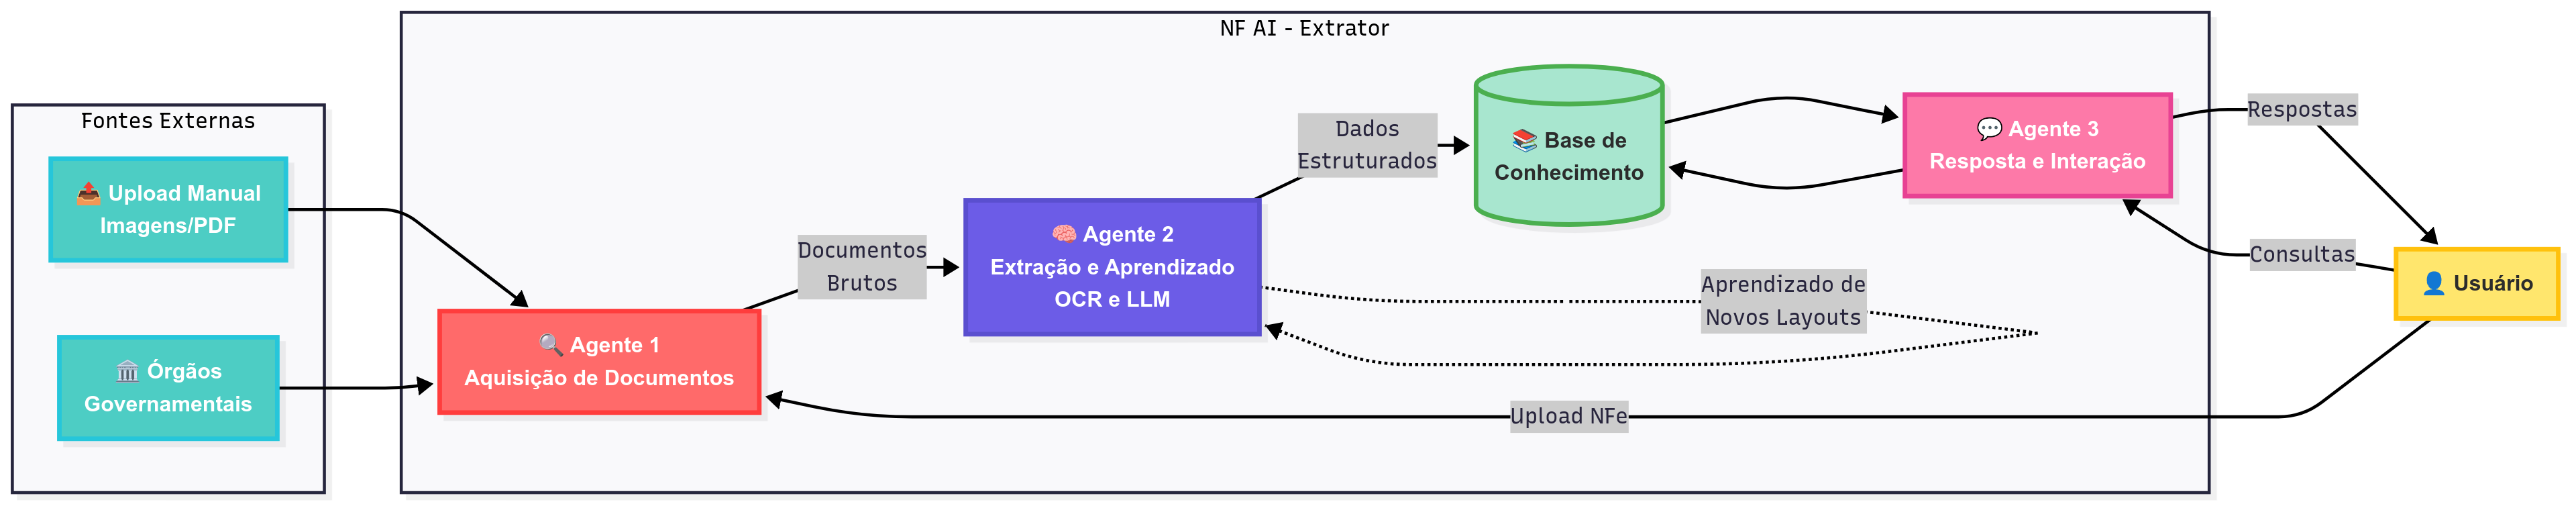 NF AI - Extrator
Fontes Externas
📤 Upload Manual
Imagens/PDF
🏛️ Órgãos
Governamentais
🔍 Agente 1
Aquisição de Documentos
Documentos
Brutos
🧠 Agente 2
Extração e Aprendizado
OCR e LLM
Dados
Estruturados
📚 Base de
Conhecimento
Aprendizado de
Novos Layouts
💬 Agente 3
Resposta e Interação
Respostas
Consultas
👤 Usuário
Upload NFe